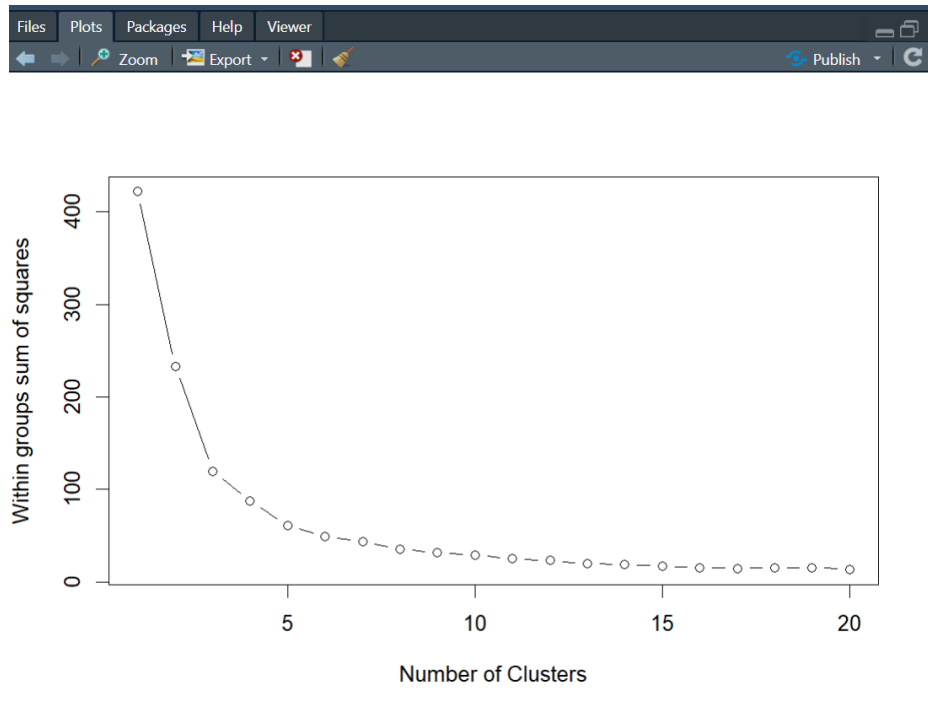 Files Plots Packages Help Viewer
Zoom Export Publish
400
300
200
100
0
Within groups sum of squares
5 10 15 20
Number of Clusters